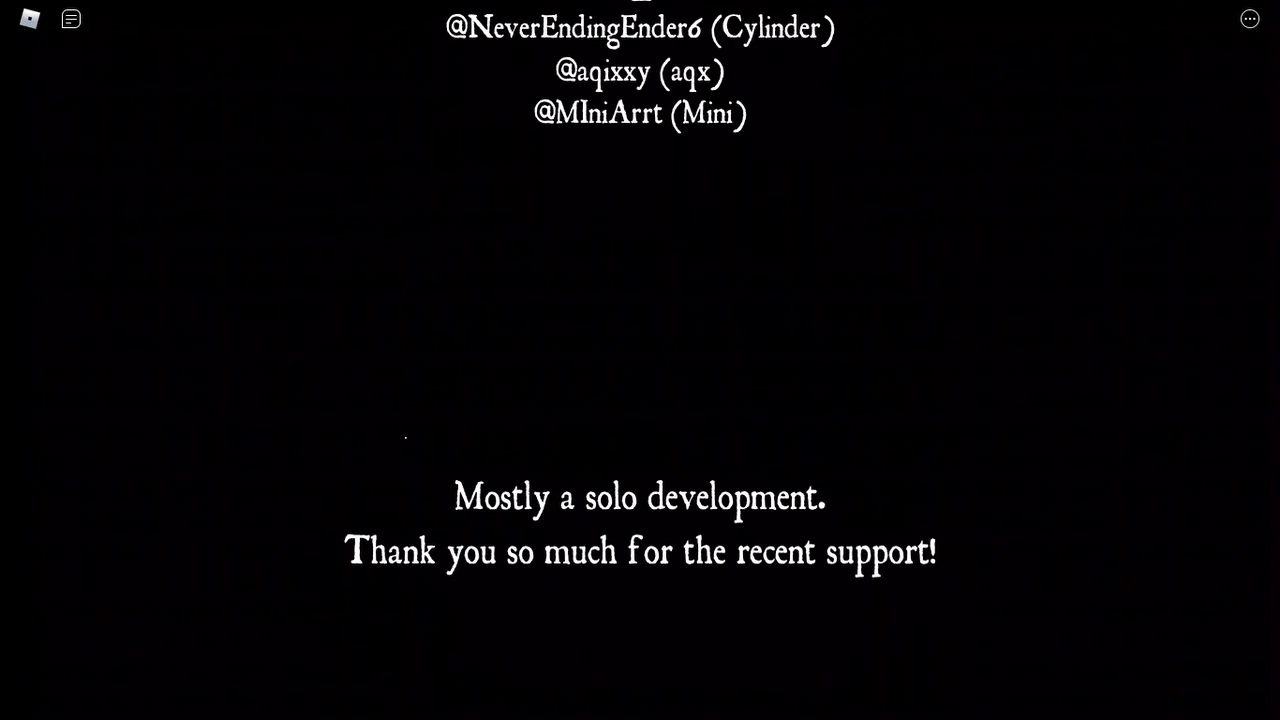 @NeverEndingEnder6 (Cylinder)
@aqixxy (aqx)
@MIniArrt (Mini)
Mostly a solo development.
Thank you so much for the recent support!